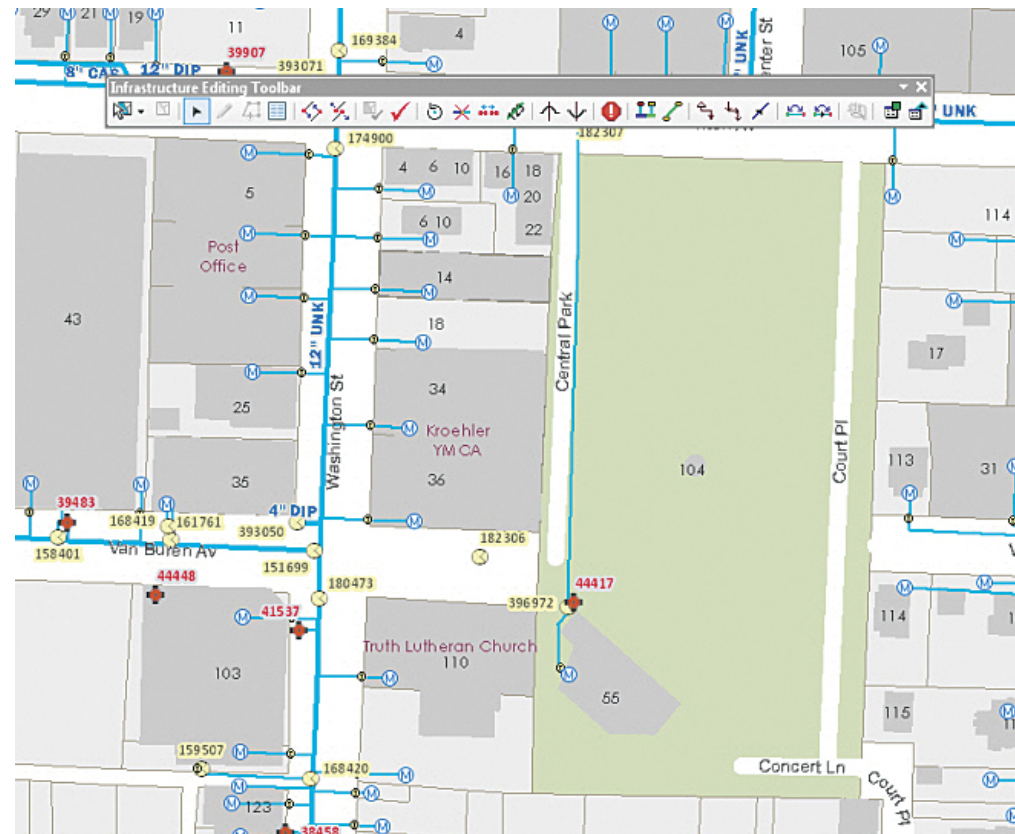 29
21
19
11
39907
393071
169384
4
105
8" CAS
12" DIP
UNK
enter St
Infrastructure Editing Toolbar
UNK
182307
174900
4 6 10
16 18
20
22
5
6 10
114
Post
Office
14
43
12" UNK
18
Central Park
17
34
25
Washington St
Kroehler
YMCA
36
104
Court Pl
113
31
35
39483
4" DIP
168419
161761
393050
158401
Van Buren Av
151699
182306
44448
180473
44417
396972
41537
114
Truth Lutheran Church
110
103
55
115
159507
168420
Concert Ln
Court Pl
123
38458